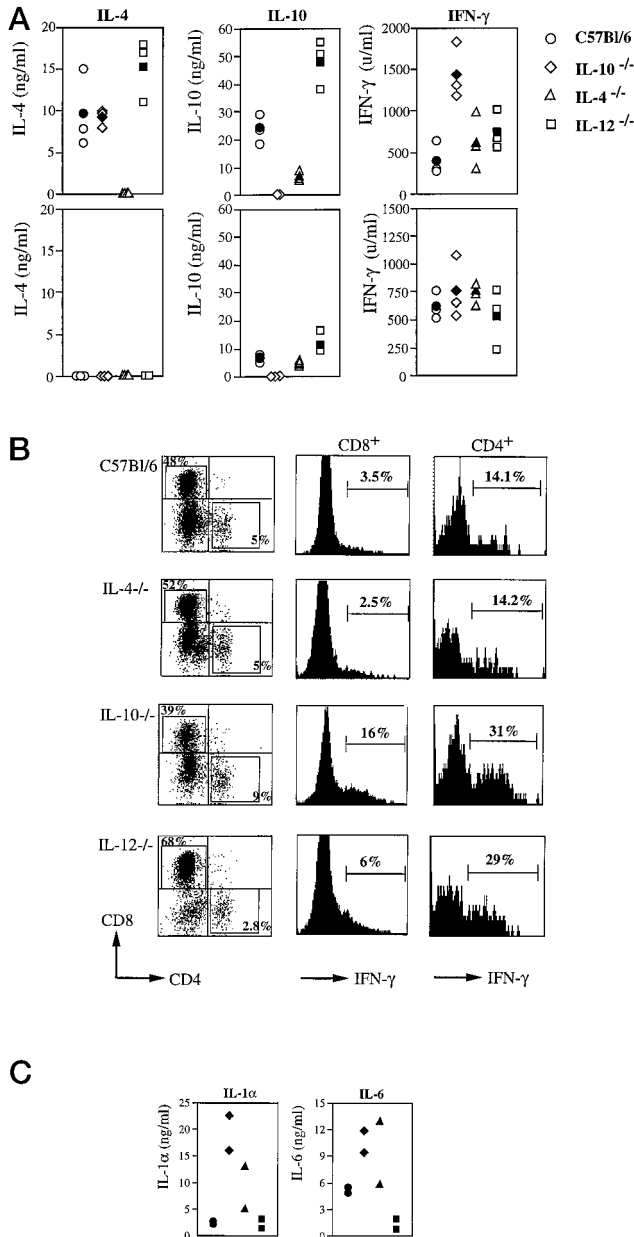 A
IL-4
IL-10
IFN-γ
IL-4 (ng/ml)
20
15
10
5
0
IL-10 (ng/ml)
60
50
40
30
20
10
0
IFN-γ (u/ml)
2000
1500
1000
500
0
C57Bl/6
IL-10 -/-
IL-4 -/-
IL-12 -/-
IL-4 (ng/ml)
20
15
10
5
0
IL-10 (ng/ml)
60
40
20
10
0
IFN-γ (u/ml)
1500
1250
1000
750
500
250
0
B
CD8+
CD4+
C57Bl/6
48%
5%
3.5%
14.1%
IL-4-/-
52%
5%
2.5%
14.2%
IL-10-/-
39%
9%
16%
31%
IL-12-/-
68%
2.8%
6%
29%
CD8
CD4
IFN-γ
IFN-γ
C
IL-1α
IL-6
IL-1α (ng/ml)
25
20
15
10
5
0
IL-6 (ng/ml)
15
12
9
6
3
0